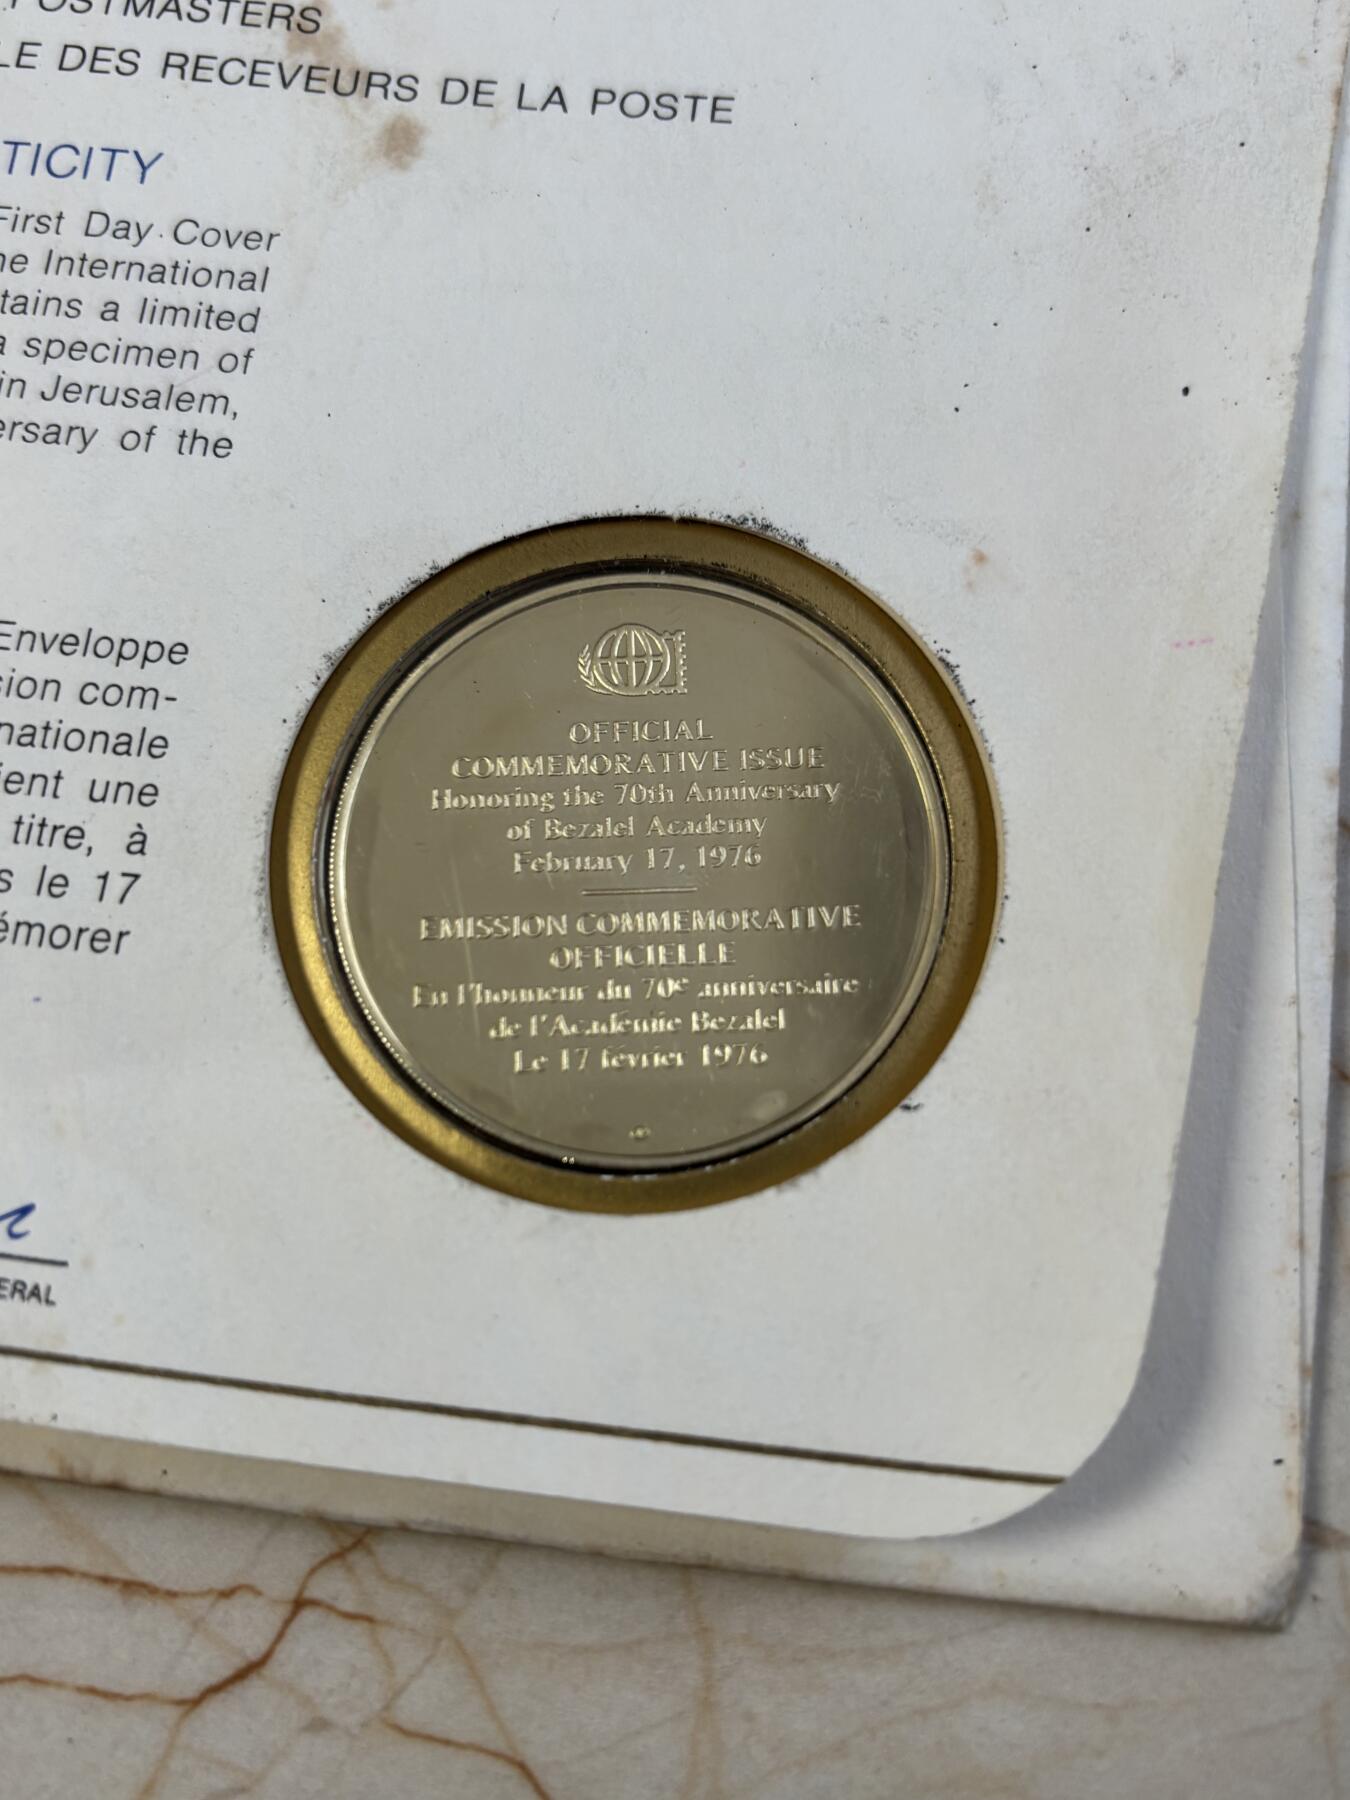 POSTMASTERS
LE DES RECEVEURS DE LA POSTE
TICITY
First Day Cover
ne International
tains a limited
a specimen of
in Jerusalem,
ersary of the
Enveloppe
sion com-
nationale
ient une
titre, à
s le 17
émorer
ERAL
OFFICIAL
COMMEMORATIVE ISSUE
Honoring the 70th Anniversary
of Bezalel Academy
February 17, 1976
EMISSION COMMEMORATIVE
OFFICIELLE
En l'honneur du 70e anniversaire
de l'Académie Bezalel
Le 17 février 1976